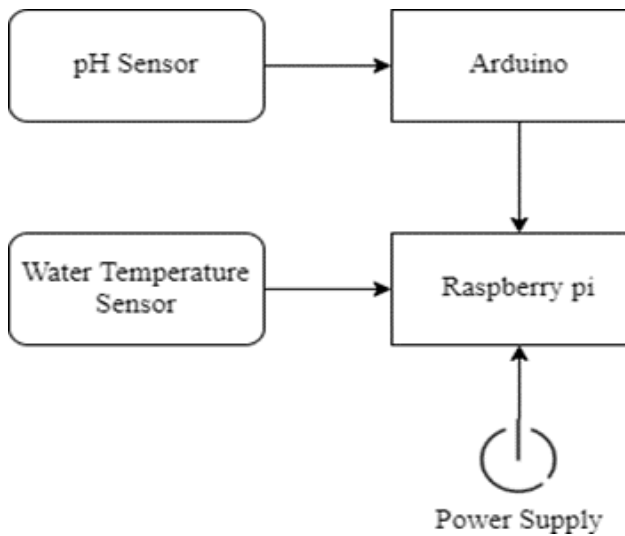 pH Sensor
Arduino
Water Temperature
Sensor
Raspberry pi
Power Supply